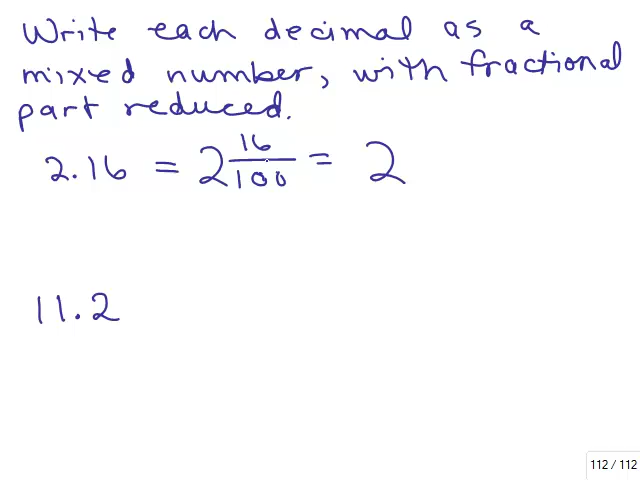 Write each decimal as a
mixed number, with fractional
part reduced.
2.16 = 2 16/100 = 2
11.2
112 / 112